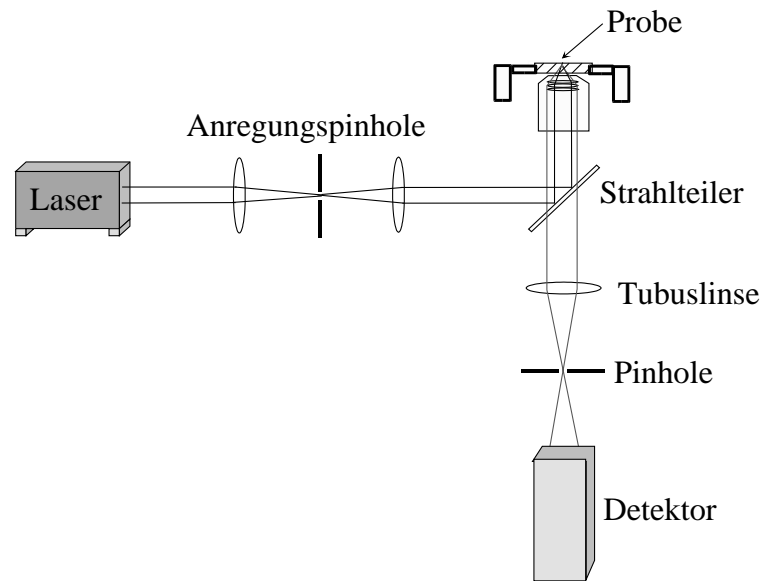 Probe
Anregungspinhole
Laser
Strahlteiler
Tubuslinse
Pinhole
Detektor